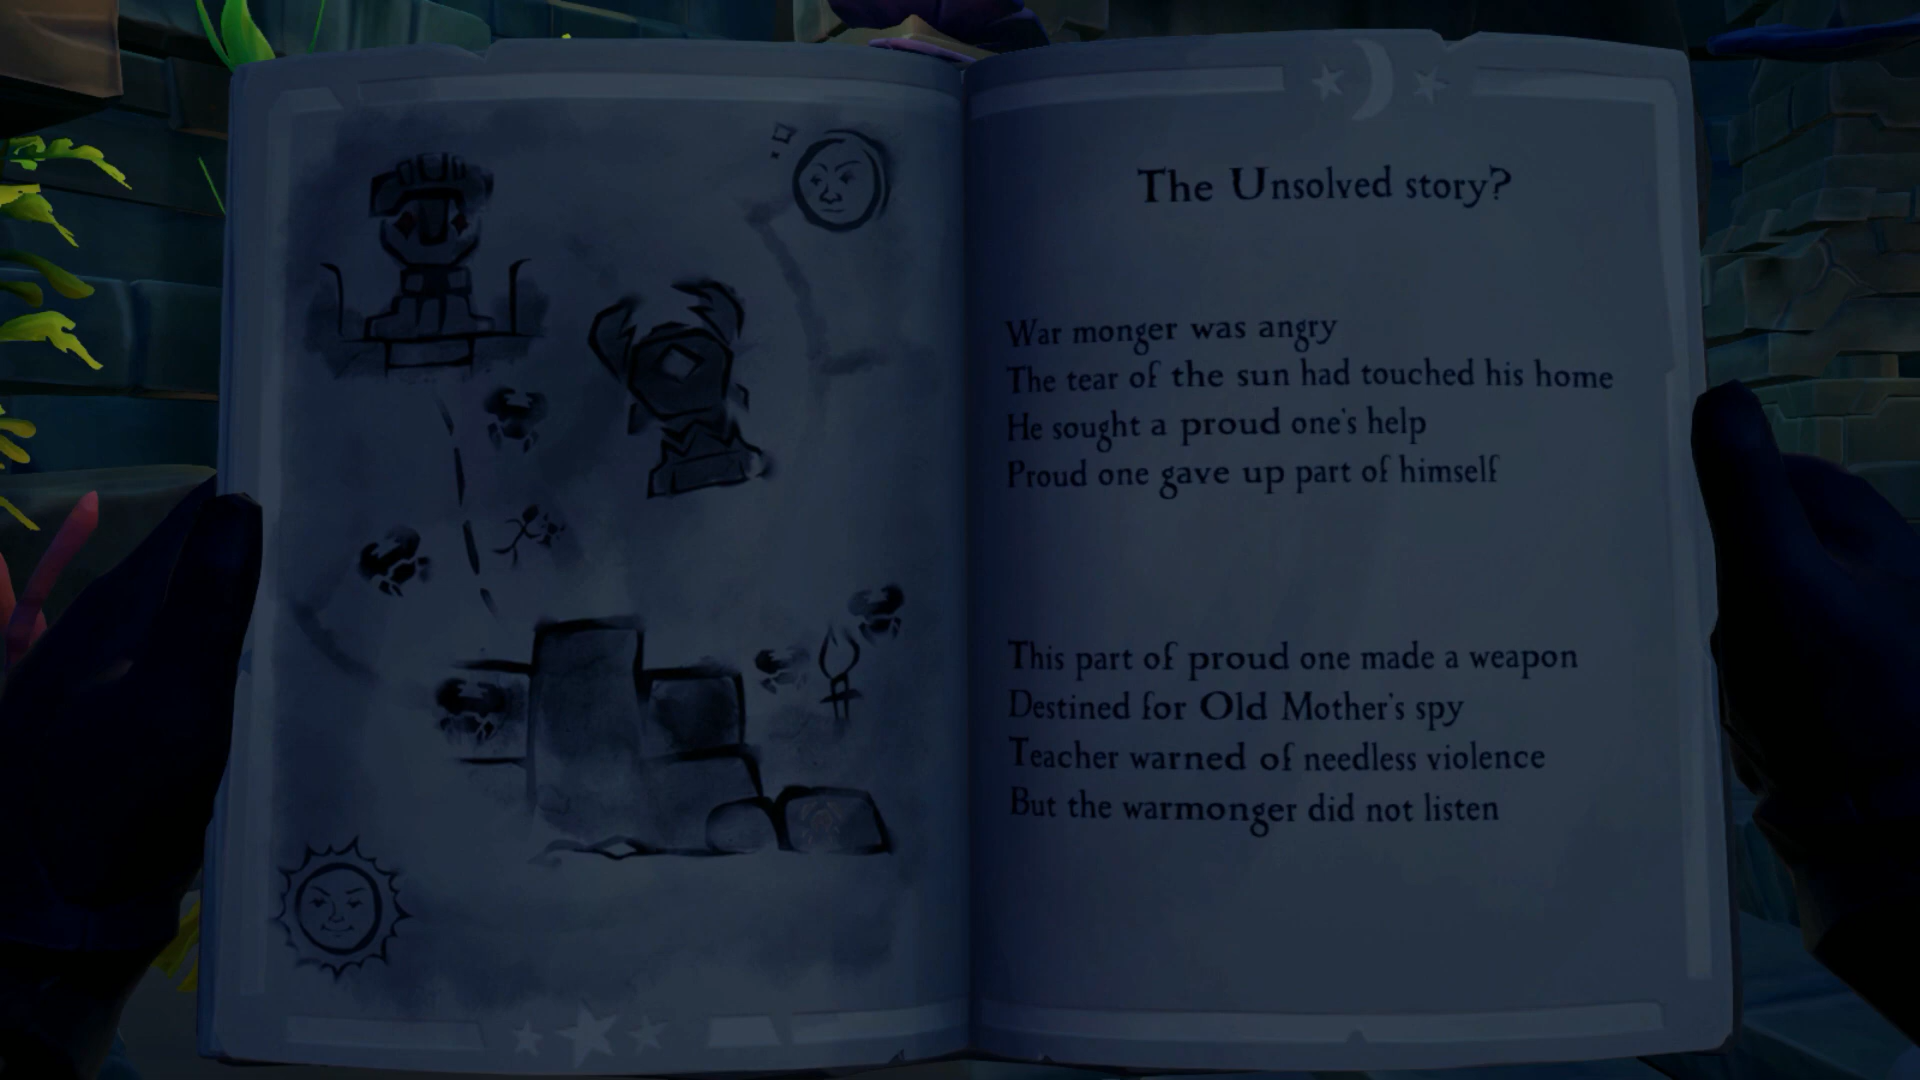 The Unsolved story?
War monger was angry
The tear of the sun had touched his home
He sought a proud one's help
Proud one gave up part of himself
This part of proud one made a weapon
Destined for Old Mother's spy
Teacher warned of needless violence
But the warmonger did not listen